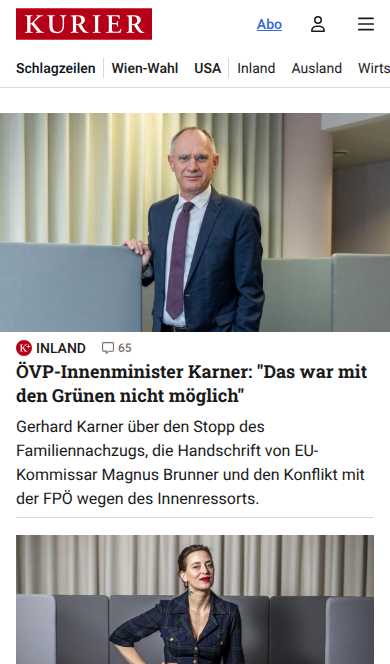 KURIER
Abo
Schlagzeilen
Wien-Wahl
USA
Inland
Ausland
Wirts
K+ INLAND 65
ÖVP-Innenminister Karner: "Das war mit
den Grünen nicht möglich"
Gerhard Karner über den Stopp des
Familiennachzugs, die Handschrift von EU-
Kommissar Magnus Brunner und den Konflikt mit
der FPÖ wegen des Innenressorts.